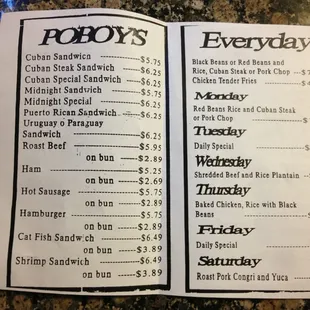 POBOY'S
Cuban Sandwich ----------$5.75
Cuban Steak Sandwich -------$6.25
Cuban Special Sandwich -----$6.25
Midnight Sandwich ---------$5.75
Midnight Special ----------$6.25
Puerto Rican Sandwich ------$6.25
Uruguay o Paraguay
Sandwich ----------------$6.25
Roast Beef ---------------$5.95
on bun ------$2.89
Ham --------------------$5.25
on bun ------$2.69
Hot Sausage --------------$5.75
on bun ------$2.89
Hamburger ---------------$5.75
on bun ------$2.89
Cat Fish Sandwich ---------$6.49
on bun ------$3.89
Shrimp Sandwich ----------$6.49
on bun ------$3.89
Everyday
Black Beans or Red Beans and
Rice, Cuban Steak or Pork Chop
Chicken Tender Fries
Monday
Red Beans Rice and Cuban Steak
or Pork Chop
Tuesday
Daily Special
Wednesday
Shredded Beef and Rice Plantain
Thursday
Baked Chicken, Rice with Black
Beans
Friday
Daily Special
Saturday
Roast Pork Congri and Yuca